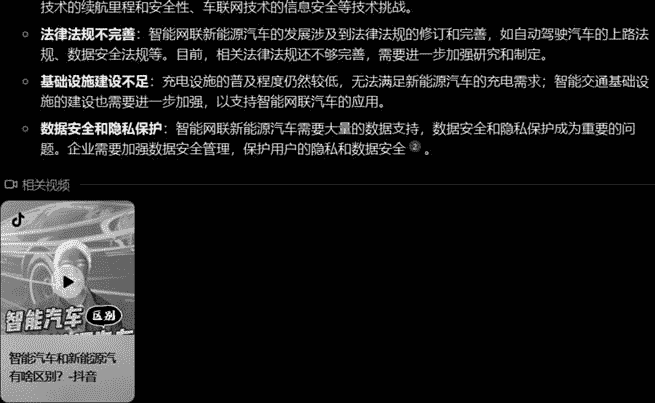 技术的续航里程和安全性、车联网技术的信息安全等技术挑战。
法律法规不完善：智能网联新能源汽车的发展涉及到法律法规的修订和完善，如自动驾驶汽车的上路法
规、数据安全法规等。目前，相关法律法规还不够完善，需要进一步加强研究和制定。
基础设施建设不足：充电设施的普及程度仍然较低，无法满足新能源汽车的充电需求；智能交通基础设
施的建设也需要进一步加强，以支持智能网联汽车的应用。
数据安全和隐私保护：智能网联新能源汽车需要大量的数据支持，数据安全和隐私保护成为重要的问
题。企业需要加强数据安全管理，保护用户的隐私和数据安全 2 。
相关视频
智能汽车 区别
智能汽车和新能源汽
有啥区别？-抖音